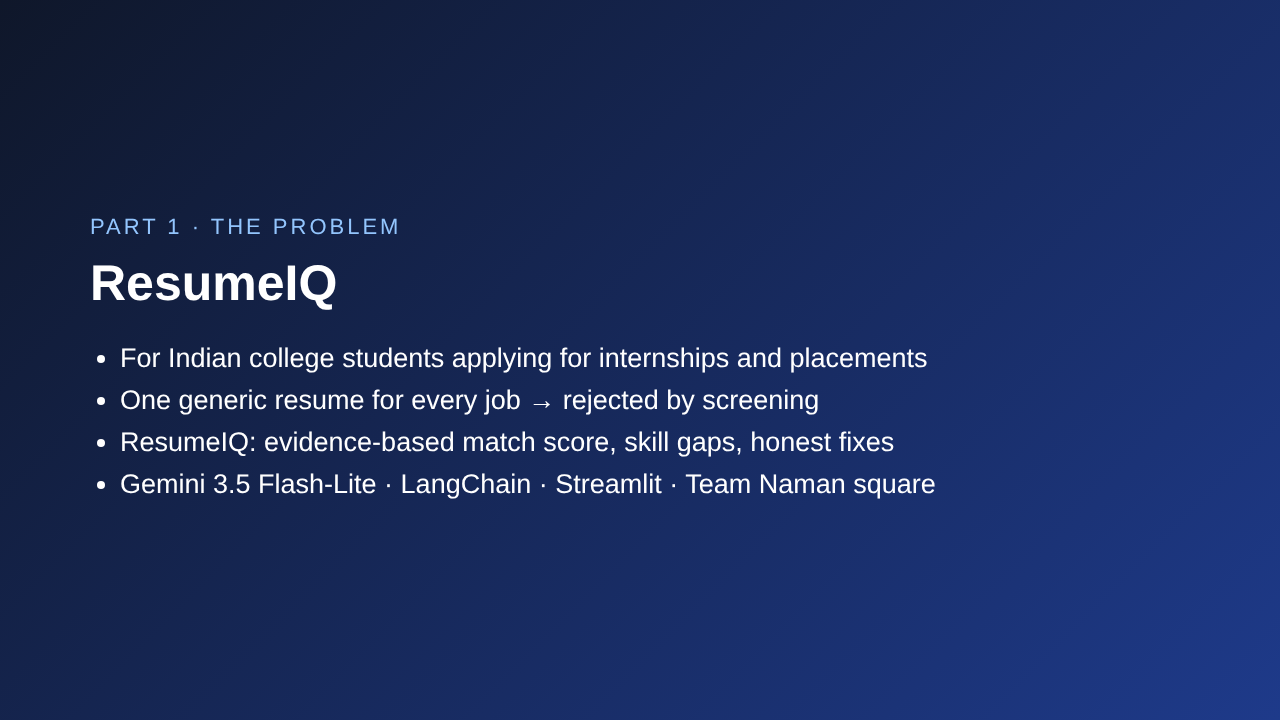 PART 1 · THE PROBLEM
ResumeIQ
• For Indian college students applying for internships and placements
• One generic resume for every job → rejected by screening
• ResumeIQ: evidence-based match score, skill gaps, honest fixes
• Gemini 3.5 Flash-Lite · LangChain · Streamlit · Team Naman square